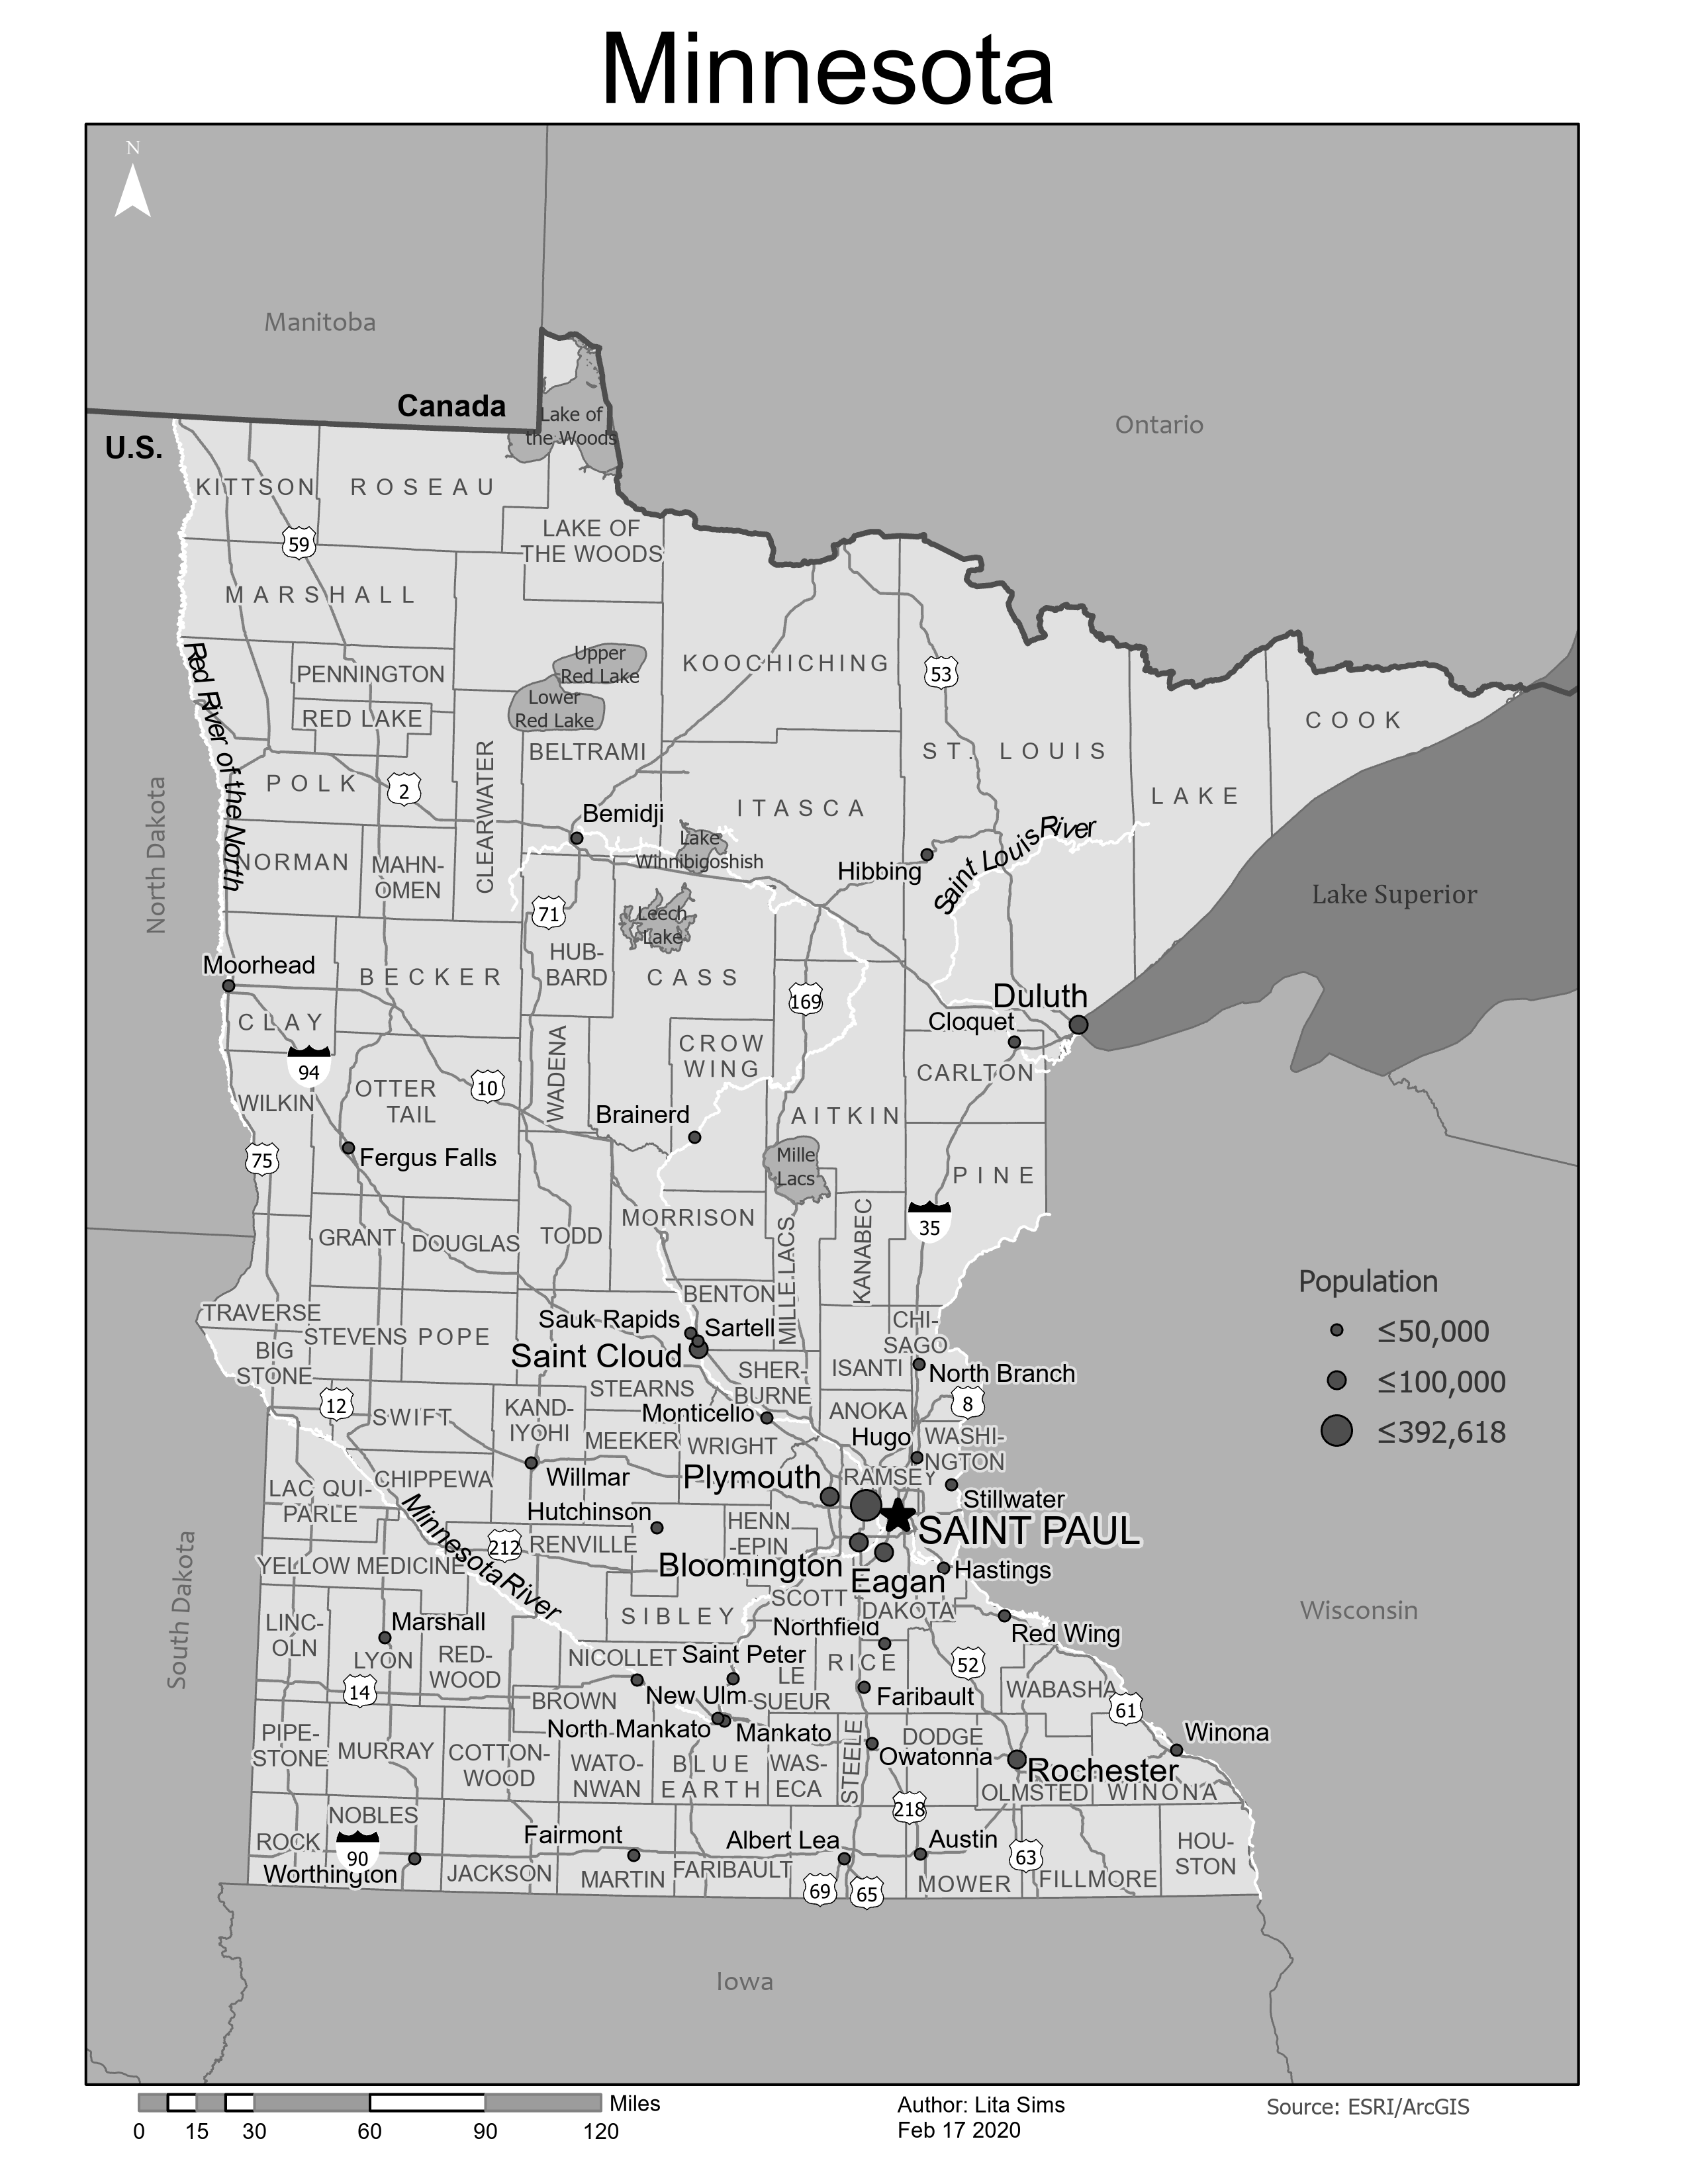 Minnesota
N
Manitoba
Ontario
Canada
U.S.
Lake of
the Woods
KITTSON
ROSEAU
LAKE OF
THE WOODS
59
MARSHALL
Upper
Red Lake
Lower
Red Lake
KOOCHICHING
53
PENNINGTON
RED LAKE
Red River of the North
COOK
BELTRAMI
ST. LOUIS
CLEARWATER
POLK
2
ITASCA
LAKE
Bemidji
Lake
Winnibigoshish
Saint Louis River
North Dakota
NORMAN
MAHN-
OMEN
Hibbing
Lake Superior
71
Leech
Lake
HUB-
BARD
CASS
Moorhead
BECKER
169
Duluth
Cloquet
CLAY
94
CROW
WING
WADENA
CARLTON
OTTER
TAIL
10
WILKIN
Brainerd
AITKIN
75
Fergus Falls
Mille
Lacs
PINE
MORRISON
35
GRANT
DOUGLAS
TODD
MILLE LACS
KANABEC
BENTON
Population
≤50,000
≤100,000
≤392,618
TRAVERSE
STEVENS
POPE
Sauk Rapids
Sartell
CHI-
SAGO
BIG
STONE
Saint Cloud
SHER-
BURNE
ISANTI
North Branch
STEARNS
12
SWIFT
KAND-
IYOHI
Monticello
ANOKA
8
MEEKER
WRIGHT
Hugo
WASHI-
NGTON
LAC QUI-
PARLE
CHIPPEWA
Willmar
Plymouth
RAMSEY
Stillwater
Hutchinson
HENN
-EPIN
SAINT PAUL
Minnesota River
212
RENVILLE
YELLOW MEDICINE
Bloomington
Eagan
Hastings
South Dakota
Wisconsin
SCOTT
DAKOTA
LINC-
OLN
Marshall
SIBLEY
Northfield
Red Wing
LYON
RED-
WOOD
NICOLLET
Saint Peter
LE
SUEUR
RICE
52
14
BROWN
New Ulm
Faribault
WABASHA
61
PIPE-
STONE
MURRAY
COTTON-
WOOD
North Mankato
Mankato
STEELE
DODGE
Owatonna
Winona
WATO-
NWAN
BLUE
EARTH
WAS-
ECA
Rochester
OLMSTED
WINONA
218
NOBLES
ROCK
90
Worthington
Fairmont
Albert Lea
Austin
63
HOU-
STON
JACKSON
MARTIN
FARIBAULT
69
65
MOWER
FILLMORE
Iowa
Miles
0 15 30 60 90 120
Author: Lita Sims
Feb 17 2020
Source: ESRI/ArcGIS